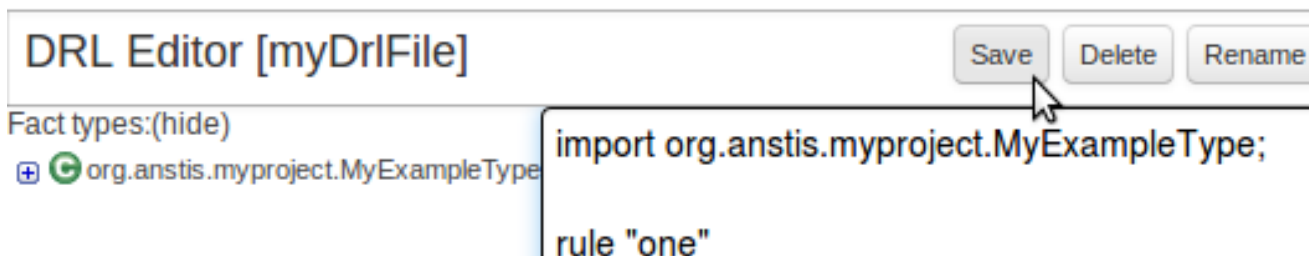 DRL Editor [myDrlFile]
Save
Delete
Rename
Fact types:(hide)
org.anstis.myproject.MyExampleType
import org.anstis.myproject.MyExampleType;
rule "one"